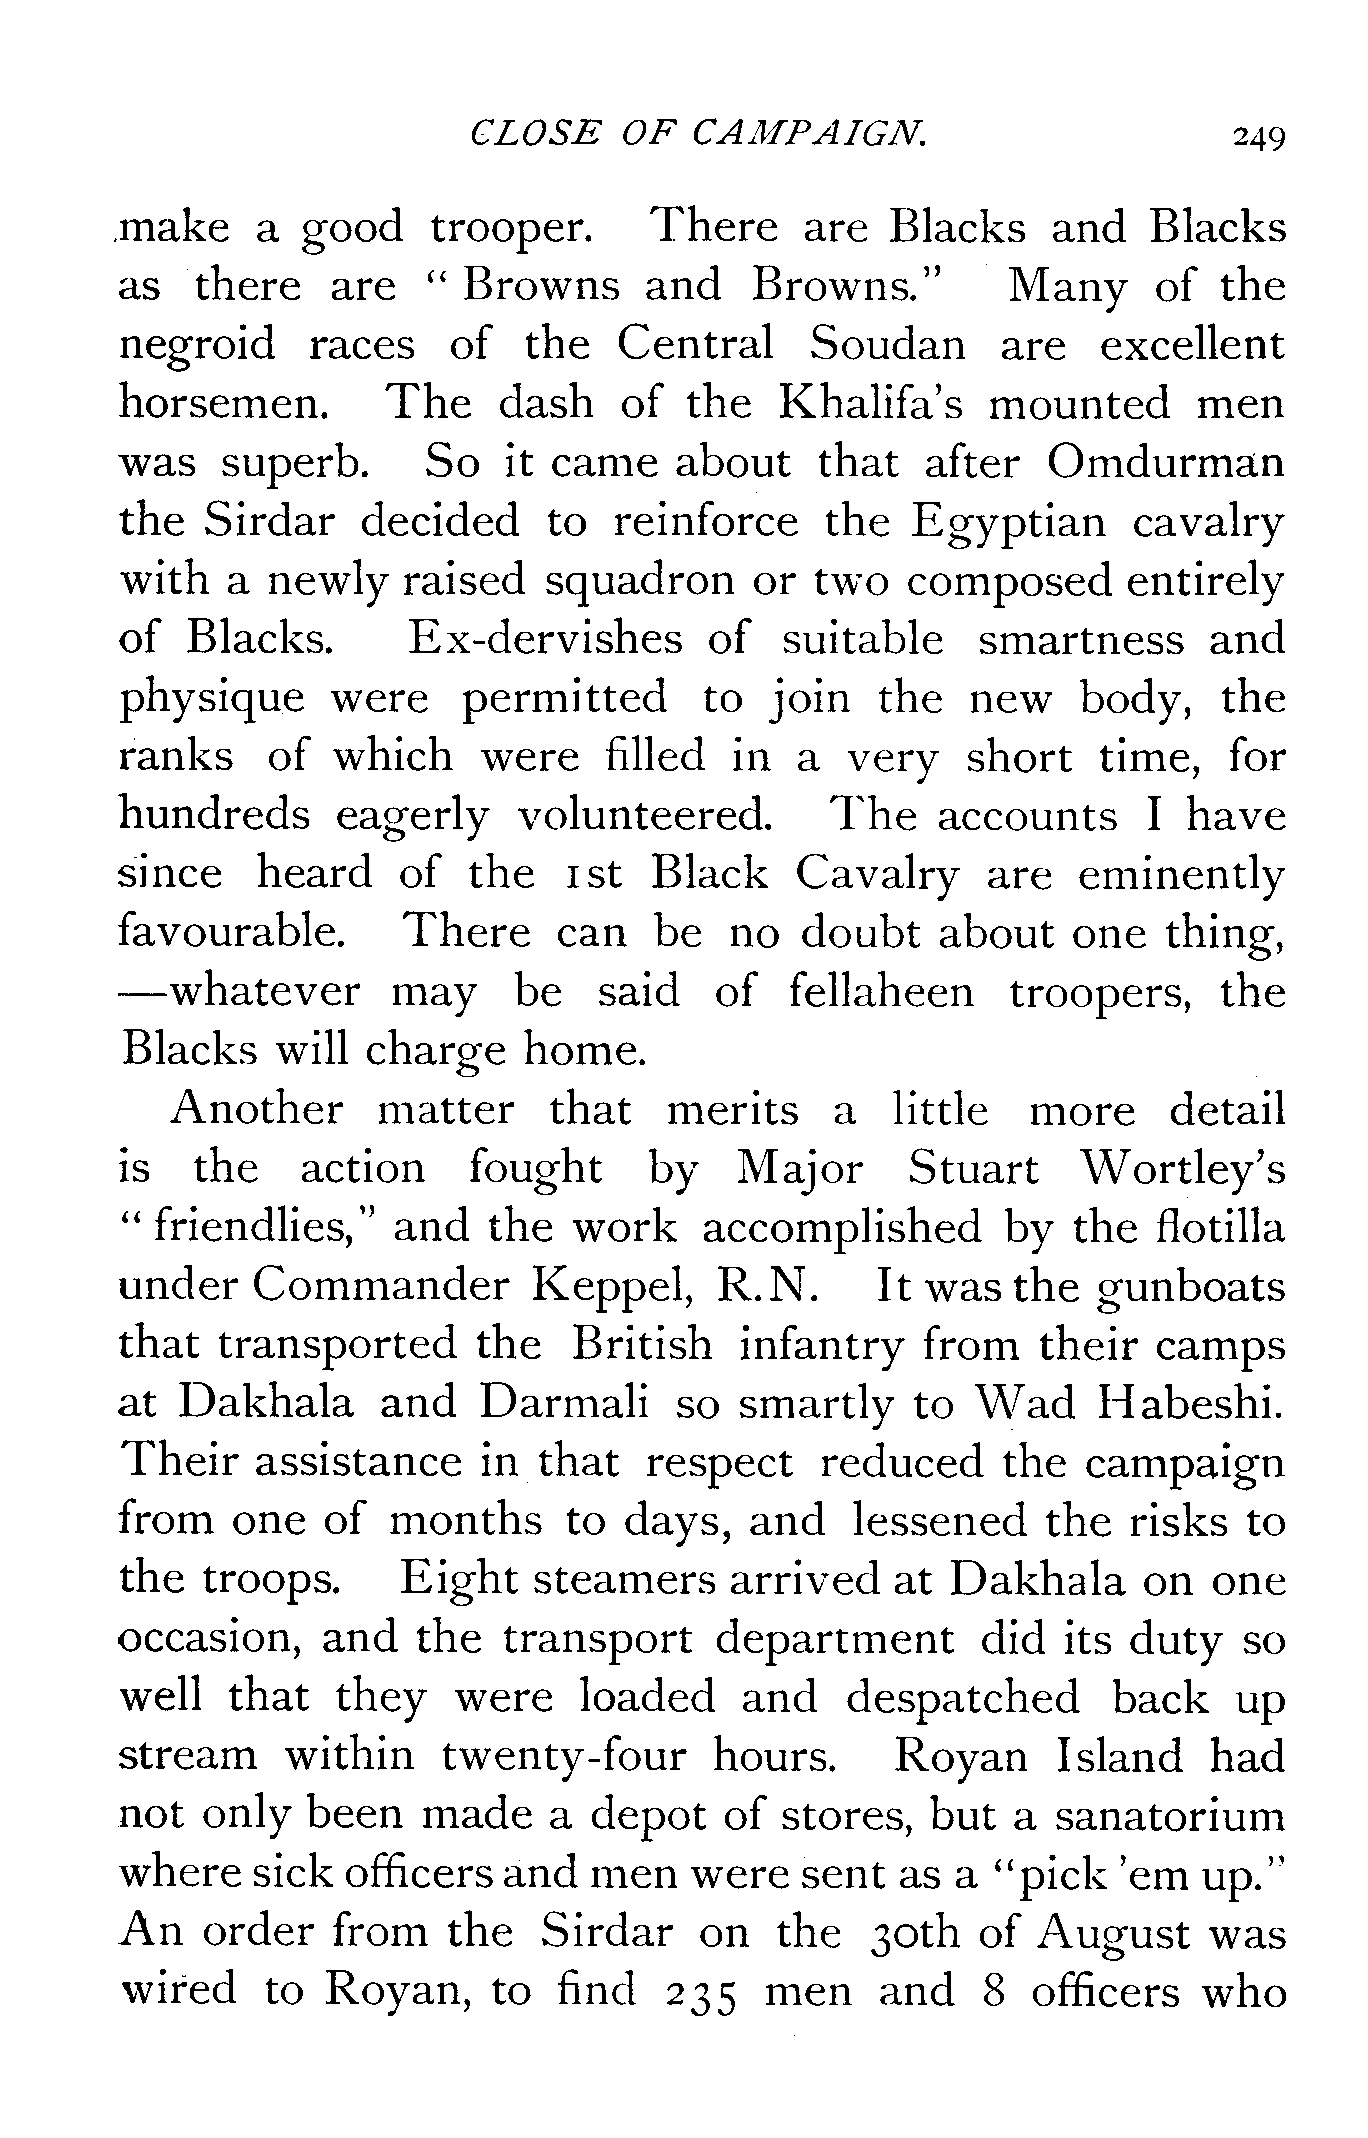 CLOSE OF CAMPAIGN. 249
make a good trooper. There are Blacks and Blacks
as there are “ Browns and Browns.” Many of the
negroid races of the Central Soudan are excellent
horsemen. The dash of the Khalifa’s mounted men
was superb. So it came about that after Omdurman
the Sirdar decided to reinforce the Egyptian cavalry
with a newly raised squadron or two composed entirely
of Blacks. Ex-dervishes of suitable smartness and
physique were permitted to join the new body, the
ranks of which were filled in a very short time, for
hundreds eagerly volunteered. The accounts I have
since heard of the 1st Black Cavalry are eminently
favourable. There can be no doubt about one thing,
—whatever may be said of fellaheen troopers, the
Blacks will charge home.
Another matter that merits a little more detail
is the action fought by Major Stuart Wortley’s
“ friendlies,” and the work accomplished by the flotilla
under Commander Keppel, R.N. It was the gunboats
that transported the British infantry from their camps
at Dakhala and Darmali so smartly to Wad Habeshi.
Their assistance in that respect reduced the campaign
from one of months to days, and lessened the risks to
the troops. Eight steamers arrived at Dakhala on one
occasion, and the transport department did its duty so
well that they were loaded and despatched back up
stream within twenty-four hours. Royan Island had
not only been made a depot of stores, but a sanatorium
where sick officers and men were sent as a “pick ’em up.”
An order from the Sirdar on the 30th of August was
wired to Royan, to find 235 men and 8 officers who